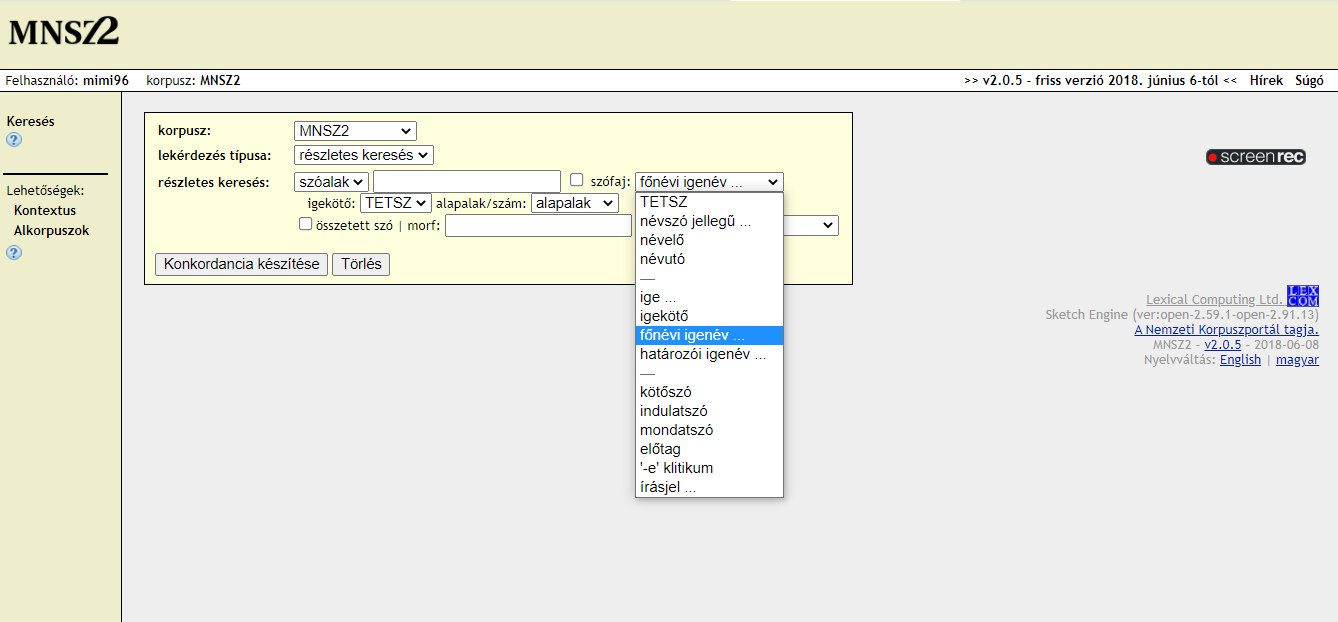 MNSZ2
Felhasználó: mimi96 korpusz: MNSZ2 >> v2.0.5 - friss verzió 2018. június 6-tól << Hírek Súgó
Keresés
?
Lehetőségek:
Kontextus
Alkorpuszok
?
korpusz: MNSZ2
lekérdezés típusa: részletes keresés
részletes keresés: szóalak szófaj: főnévi igenév ...
igekötő: TETSZ alapalak/szám: alapalak
összetett szó | morf:
Konkordancia készítése Törlés
TETSZ
névszó jellegű ...
névelő
névutó
—
ige ...
igekötő
főnévi igenév ...
határozói igenév ...
—
kötőszó
indulatszó
mondatszó
előtag
'-e' klitikum
írásjel ...
screenrec
Lexical Computing Ltd. LEX COM
Sketch Engine (ver:open-2.59.1-open-2.91.13)
A Nemzeti Korpuszportál tagja.
MNSZ2 - v2.0.5 - 2018-06-08
Nyelvváltás: English | magyar